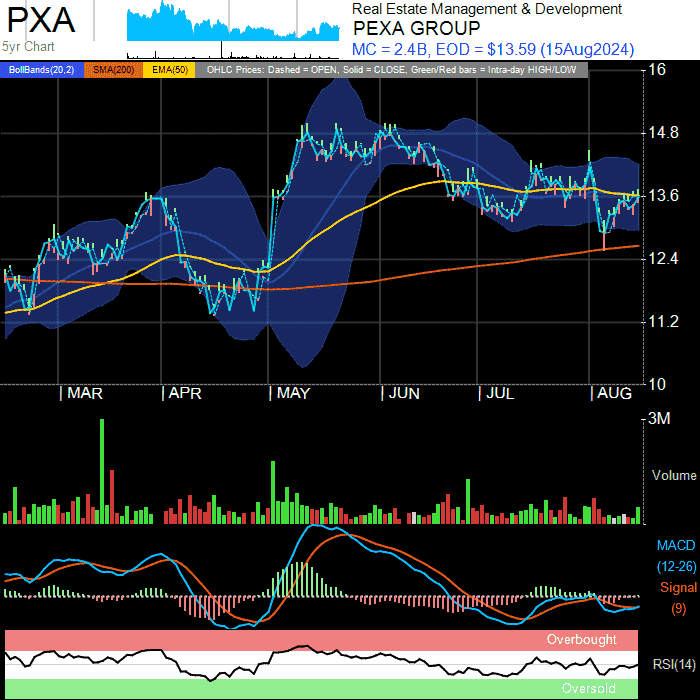 PXA
5yr Chart
Real Estate Management & Development
PEXA GROUP
MC = 2.4B, EOD = $13.59 (15Aug2024)
BollBands(20,2) SMA(200) EMA(50) OHLC Prices: Dashed = OPEN, Solid = CLOSE, Green/Red bars = Intra-day HIGH/LOW
16
14.8
13.6
12.4
11.2
10
| MAR | APR | MAY | JUN | JUL | AUG
3M
Volume
MACD
(12-26)
Signal
(9)
Overbought
RSI(14)
Oversold